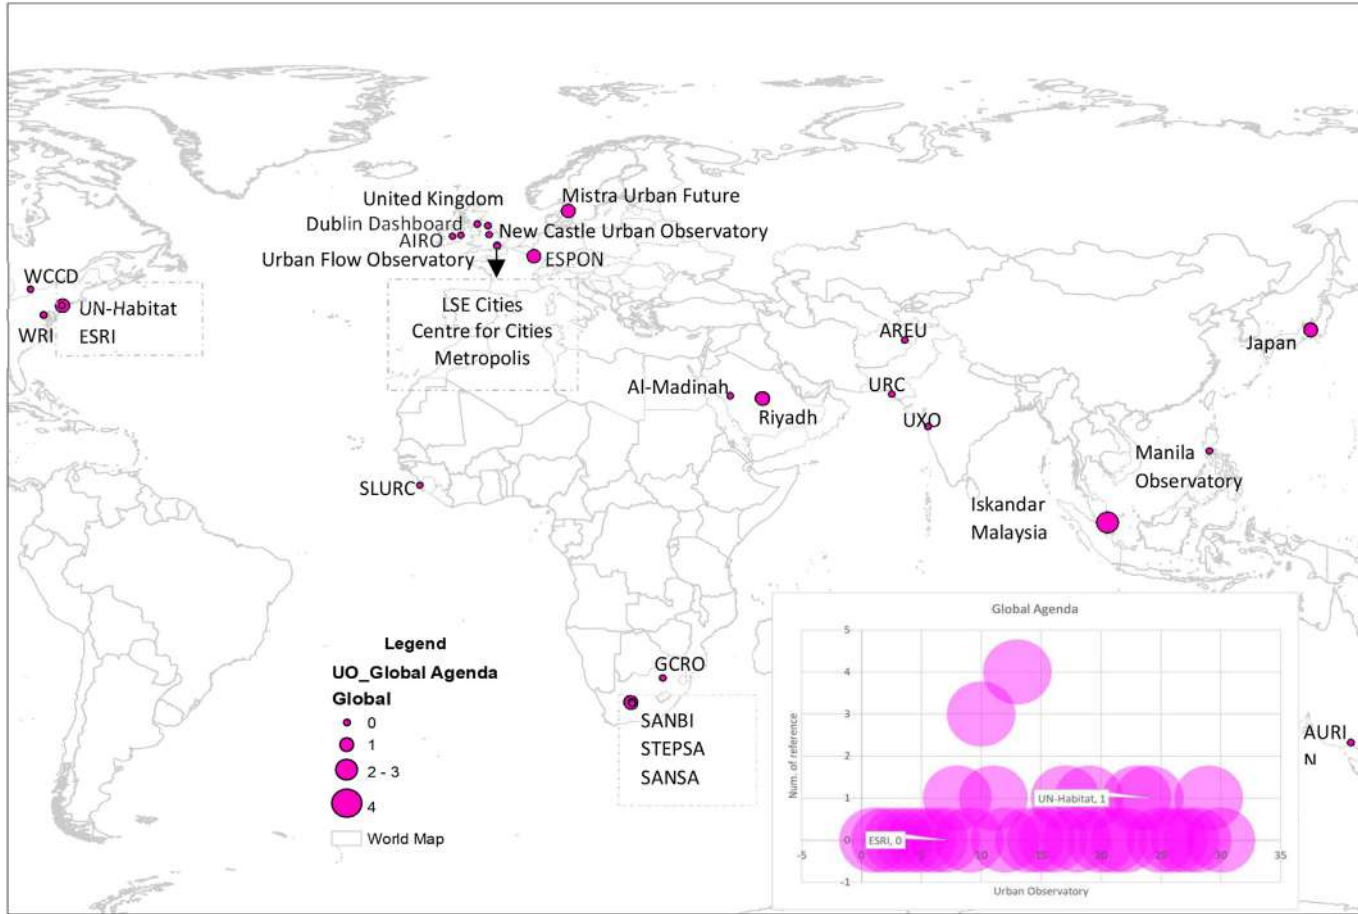 United Kingdom
Mistra Urban Future
Dublin Dashboard
New Castle Urban Observatory
AIRO
Urban Flow Observatory
ESPON
WCCD
UN-Habitat
ESRI
WRI
LSE Cities
Centre for Cities
Metropolis
AREU
Japan
Al-Madinah
URC
Riyadh
UXO
Manila
Observatory
SLURC
Iskandar
Malaysia
GCRO
SANBI
STEPSA
SANSA
AURI
N
Legend
UO_Global Agenda
Global
0
1
2 - 3
4
World Map
Global Agenda
Num. of reference
5
4
3
2
1
0
-1
UN-Habitat, 1
ESRI, 0
-5
0
5
10
15
20
25
30
35
Urban Observatory